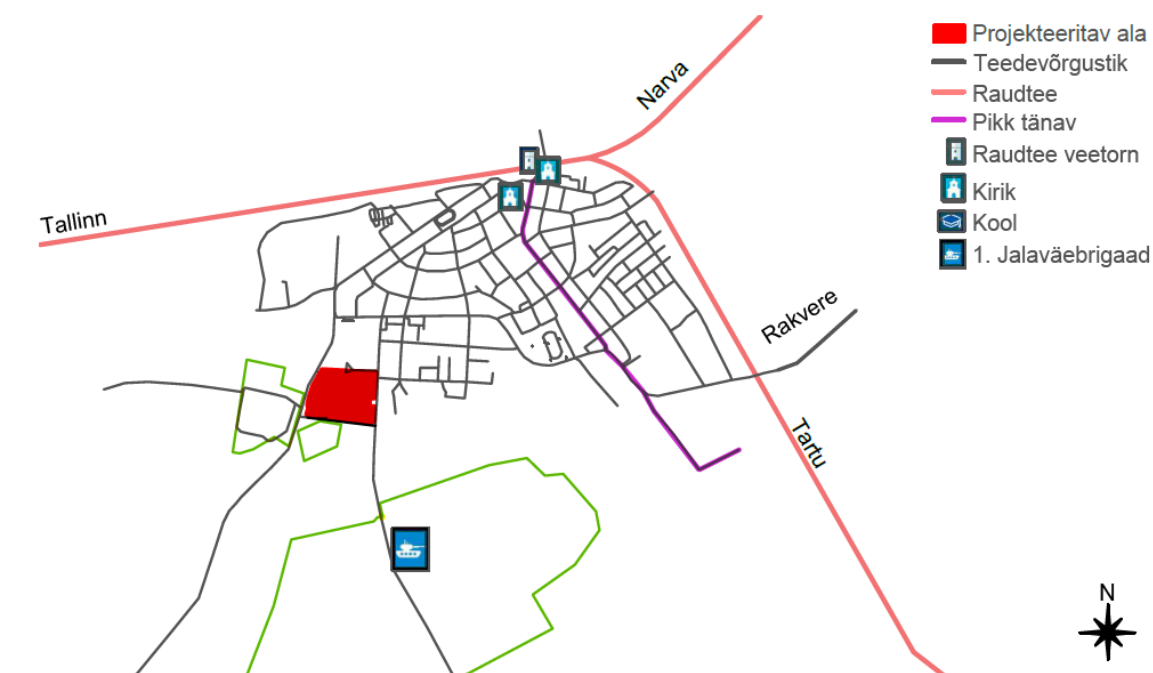 Narva
Tallinn
Rakvere
Tartu
Projekteeritav ala
Teedevõrgustik
Raudtee
Pikk tänav
Raudtee veetorn
Kirik
Kool
1. Jalaväebrigaad
N